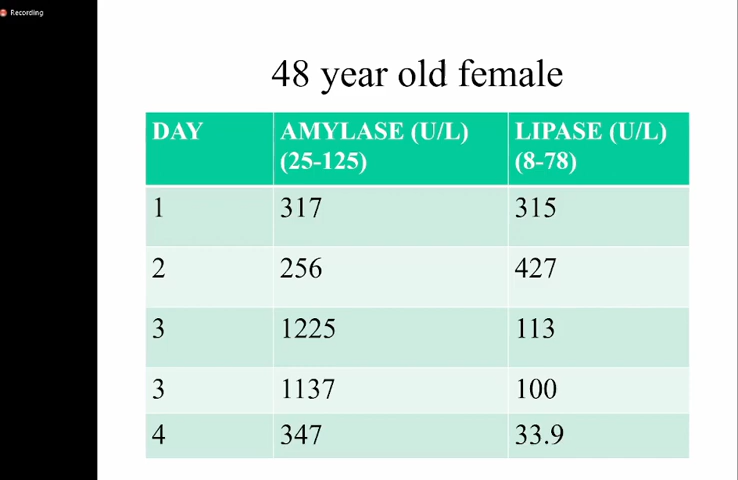 Recording
48 year old female
DAY AMYLASE (U/L) LIPASE (U/L)
(25-125) (8-78)
1 317 315
2 256 427
3 1225 113
3 1137 100
4 347 33.9